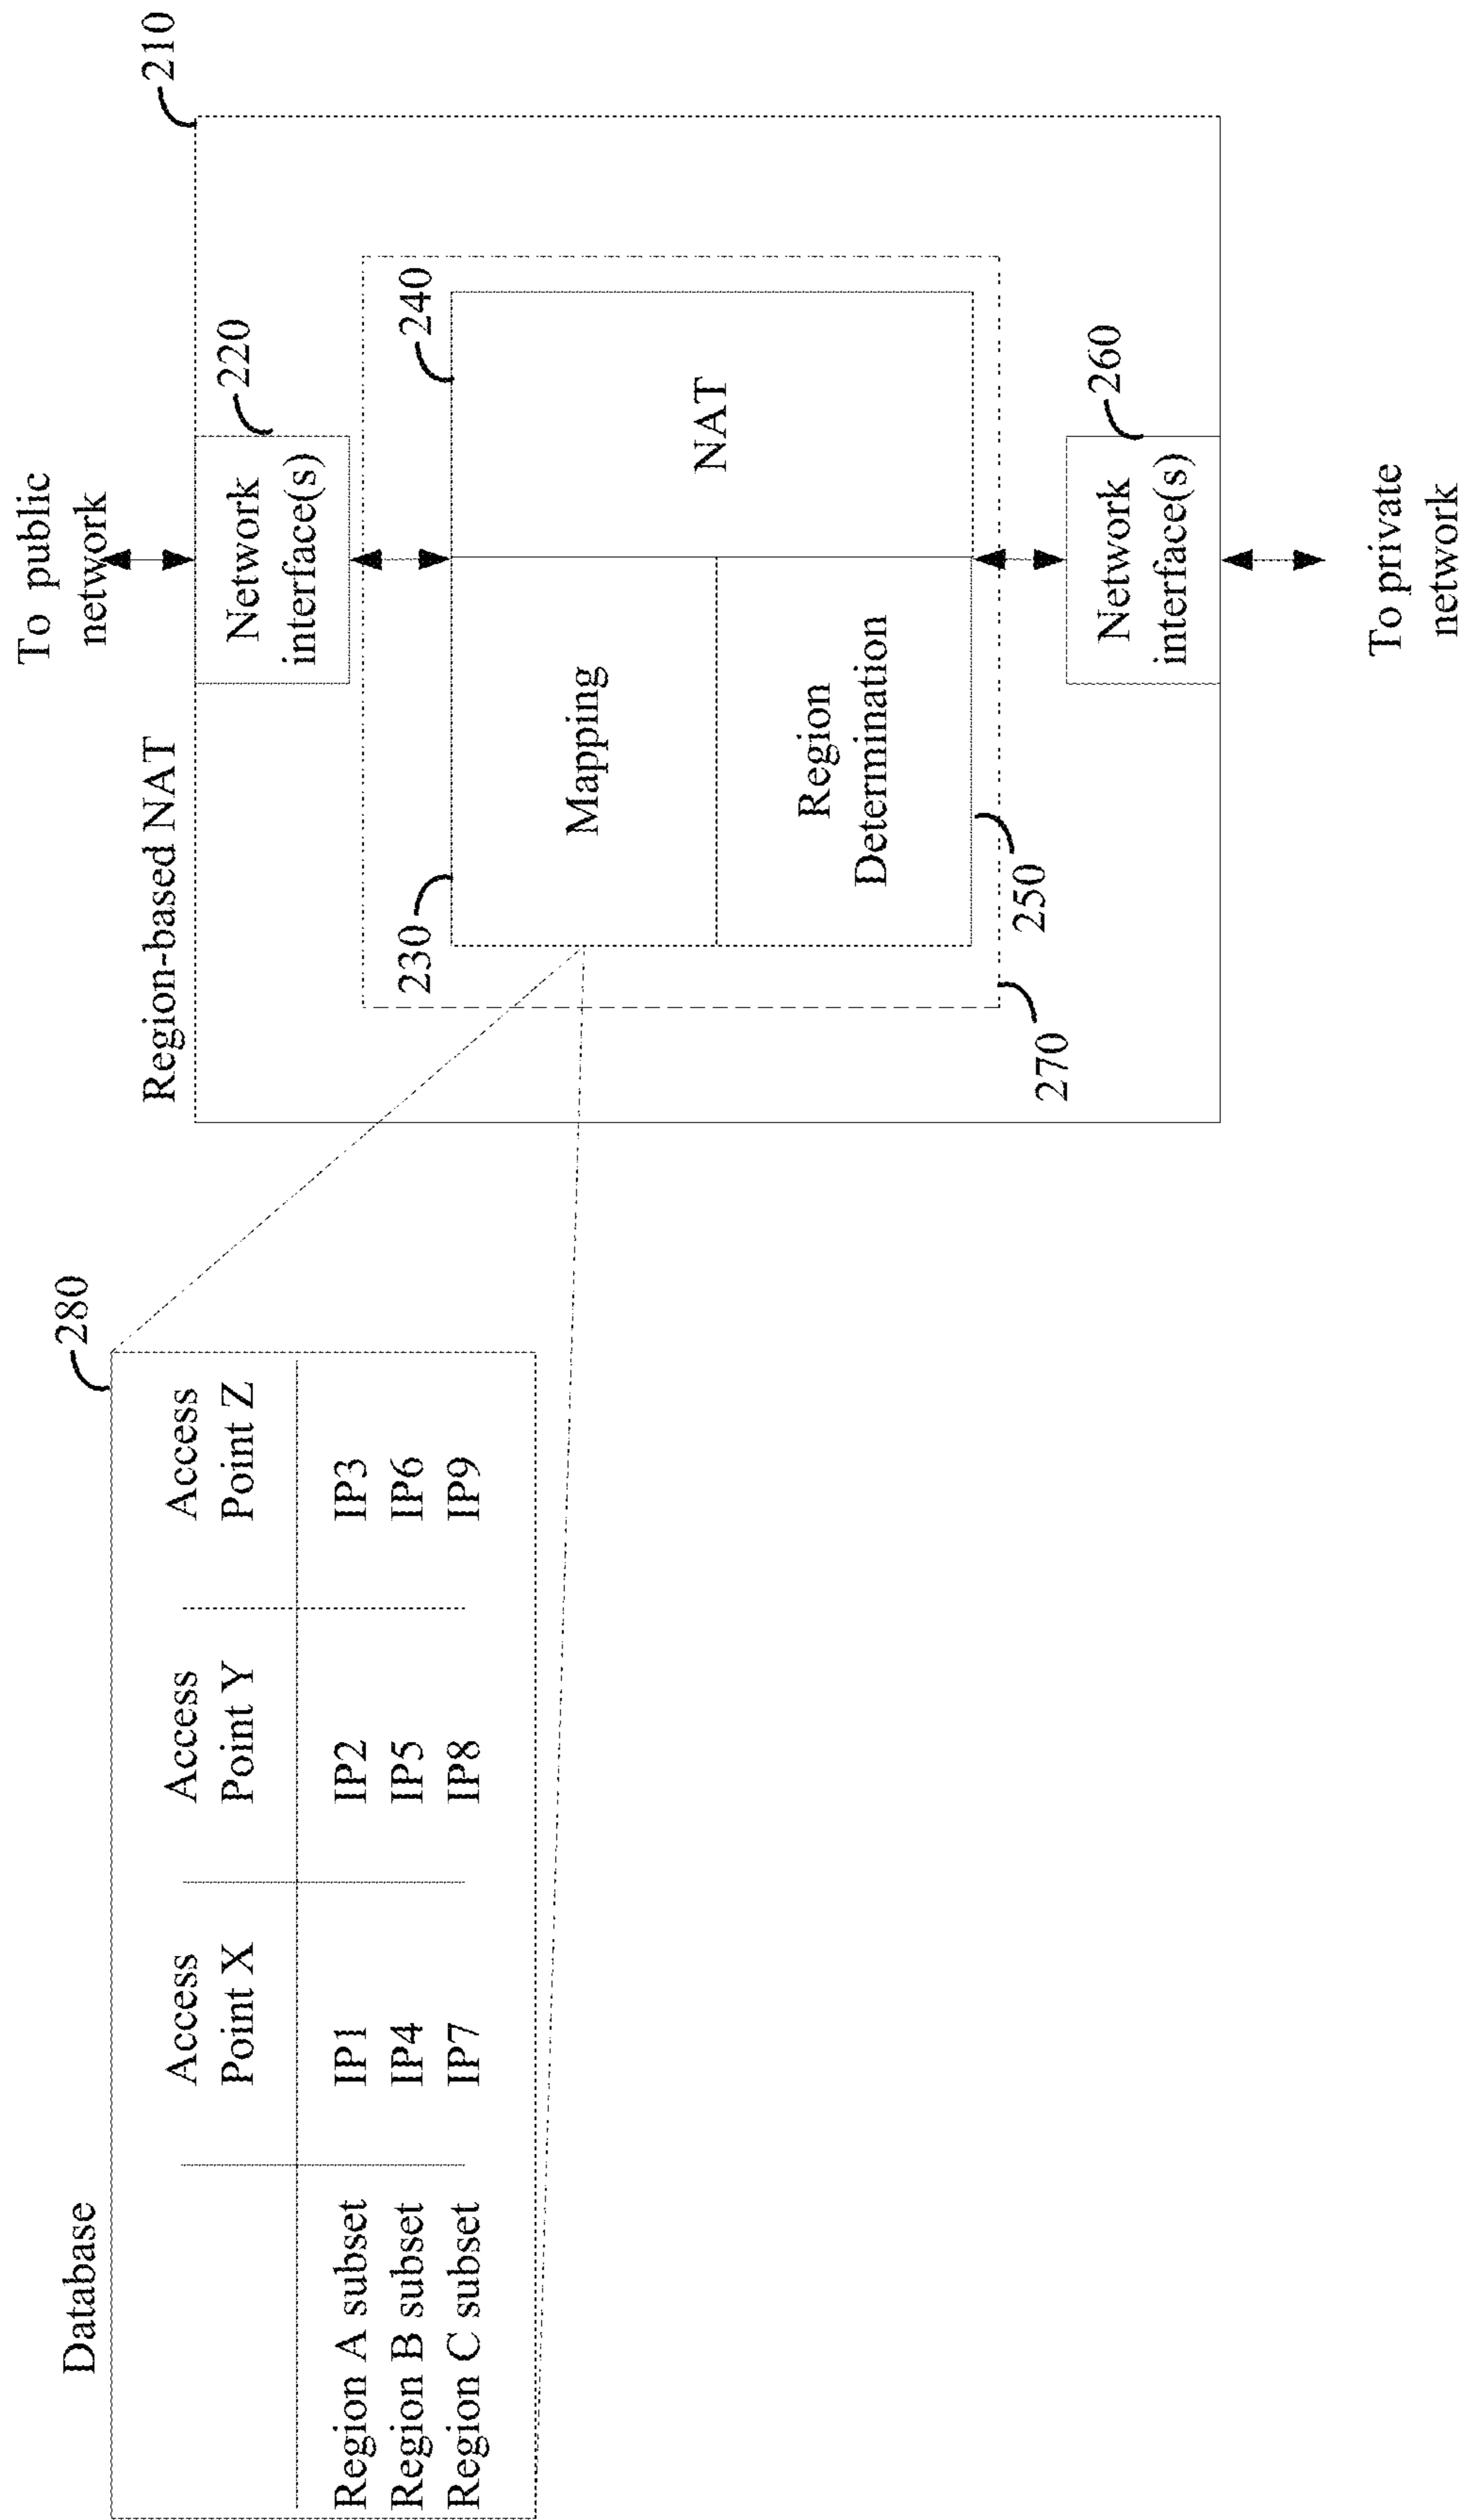 Database
280
Access
Point X
Access
Point Y
Access
Point Z
Region A subset
IP1
IP2
IP3
Region B subset
IP4
IP5
IP6
Region C subset
IP7
IP8
IP9
To public
network
Region-based NAT
210
Network
interface(s)
220
230
240
Mapping
NAT
Region
Determination
250
270
Network
interface(s)
260
To private
network